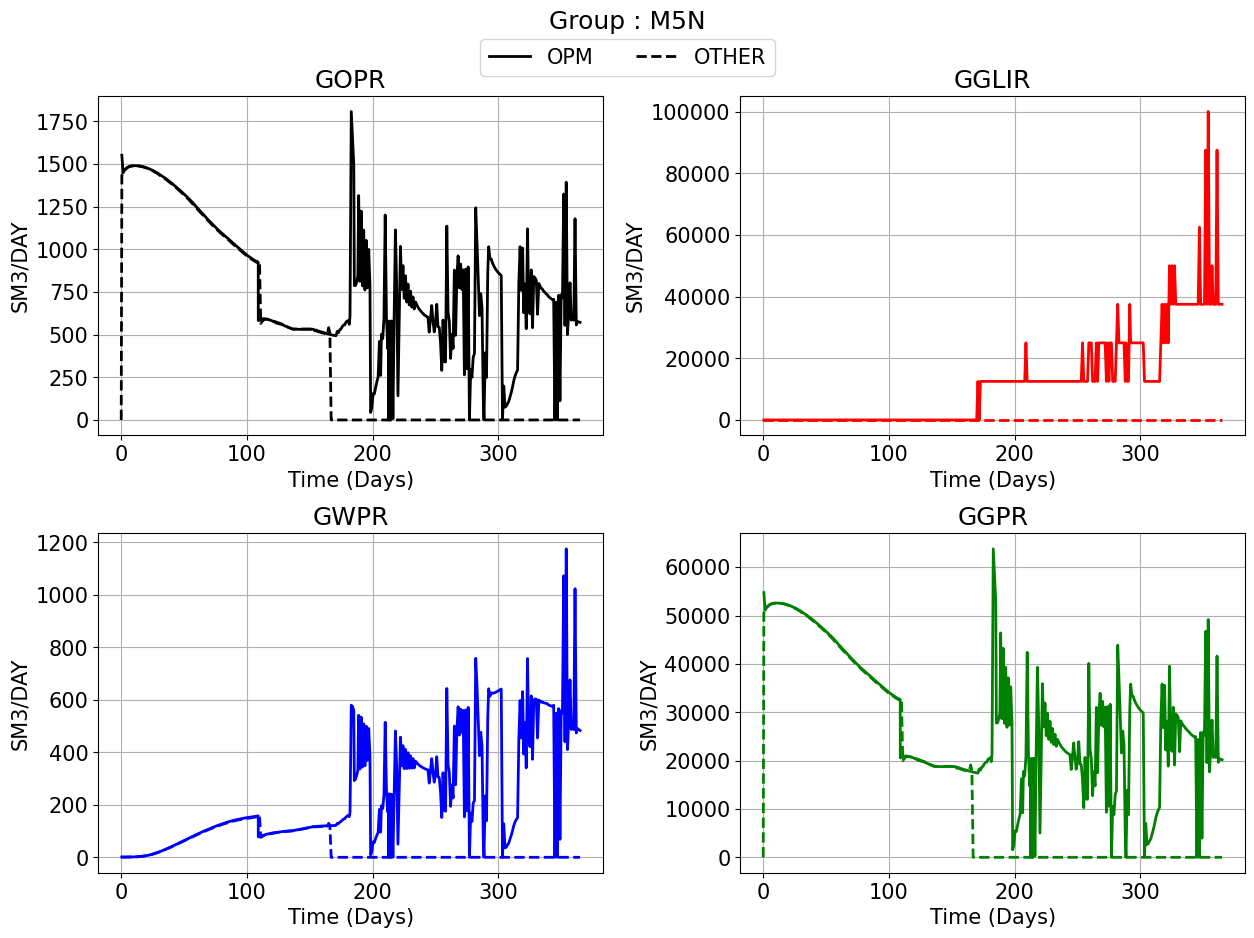 Group : M5N
OPM OTHER
GOPR
1750
1500
1250
1000
750
500
250
0
SM3/DAY
0 100 200 300
Time (Days)
GGLIR
100000
80000
60000
40000
20000
0
SM3/DAY
0 100 200 300
Time (Days)
GWPR
1200
1000
800
600
400
200
0
SM3/DAY
0 100 200 300
Time (Days)
GGPR
60000
50000
40000
30000
20000
10000
0
SM3/DAY
0 100 200 300
Time (Days)